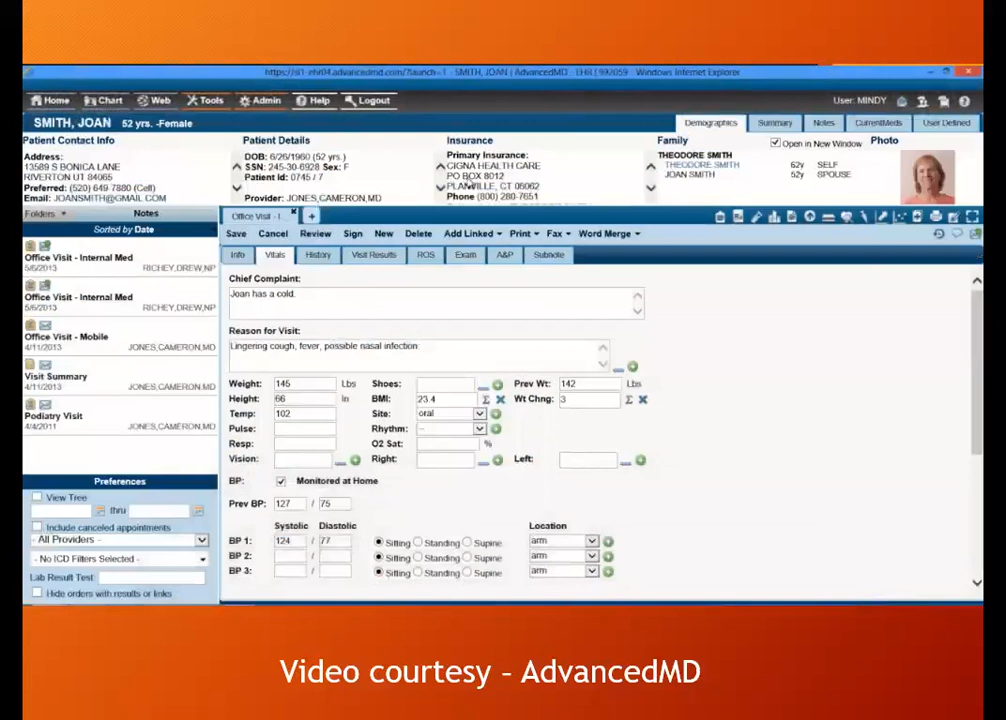 SMITH, JOAN | AdvancedMD - EHR | 992059 - Windows Internet Explorer
Home Chart Web Tools Admin Help Logout User: MINDY
SMITH, JOAN 52 yrs. -Female
Demographics Summary Notes CurrentMeds User Defined
Patient Contact Info
Address:
13589 S BONICA LANE
RIVERTON UT 84065
Preferred: (520) 649-7880 (Cell)
Email: JOANSMITH@GMAIL.COM
Patient Details
DOB: 6/26/1960 (52 yrs.)
SSN: 245-30-6928 Sex: F
Patient Id: 0745 / 7
Provider: JONES,CAMERON,MD
Insurance
Primary Insurance:
CIGNA HEALTH CARE
PO BOX 8012
PLAINVILLE, CT 06062
Phone (800) 280-7651
Family
Open in New Window
THEODORE SMITH
THEODORE SMITH 62y SELF
JOAN SMITH 52y SPOUSE
Photo
Folders Notes
Sorted by Date
Office Visit - Internal Med
5/6/2013 RICHEY,DREW,NP
Office Visit - Internal Med
5/6/2013 RICHEY,DREW,NP
Office Visit - Mobile
4/11/2013 JONES,CAMERON,MD
Visit Summary
4/11/2013 JONES,CAMERON,MD
Podiatry Visit
4/4/2011 JONES,CAMERON,MD
Preferences
View Tree
thru
Include canceled appointments
- All Providers -
- No ICD Filters Selected -
Lab Result Test:
Hide orders with results or links
Office Visit - I...
Save Cancel Review Sign New Delete Add Linked Print Fax Word Merge
Info Vitals History Visit Results ROS Exam A&P Subnote
Chief Complaint:
Joan has a cold.
Reason for Visit:
Lingering cough, fever, possible nasal infection
Weight: 145 Lbs Shoes: Prev Wt: 142 Lbs
Height: 66 In BMI: 23.4 Σ Wt Chng: 3 Σ
Temp: 102 Site: oral
Pulse: Rhythm: --
Resp: O2 Sat: %
Vision: Right: Left:
BP: Monitored at Home
Prev BP: 127 / 75
Systolic Diastolic Location
BP 1: 124 / 77 Sitting Standing Supine arm
BP 2: / Sitting Standing Supine arm
BP 3: / Sitting Standing Supine arm
Video courtesy – AdvancedMD